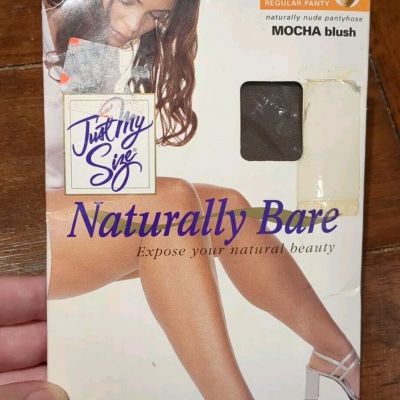 REGULAR PANTY
naturally nude pantyhose
MOCHA blush
Just My
Size
Naturally Bare
Expose your natural beauty